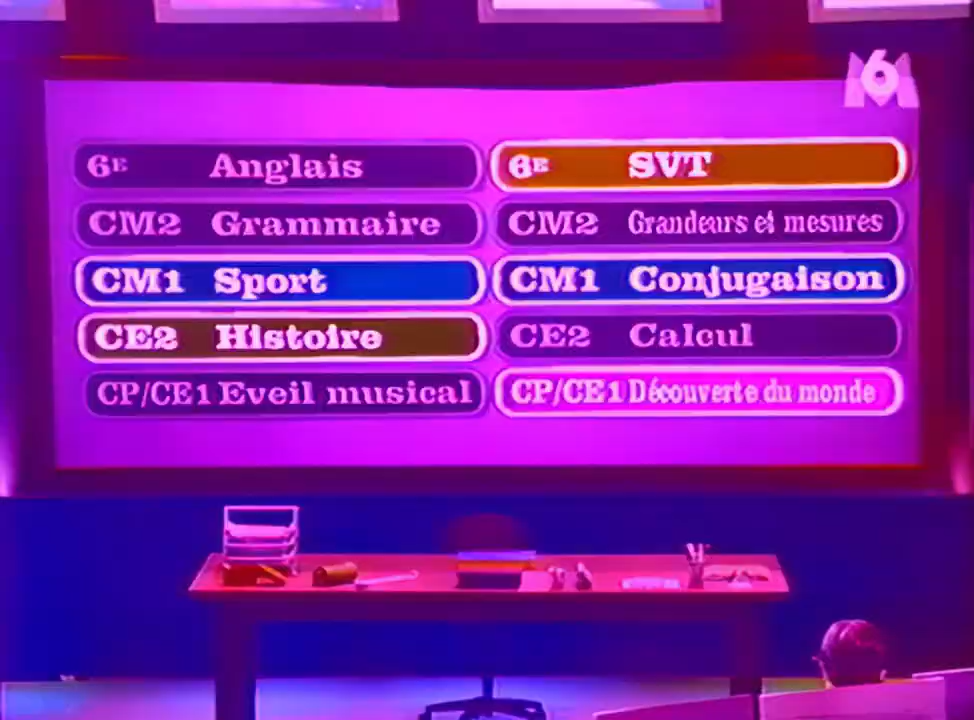 M6
6E Anglais
6E SVT
CM2 Grammaire
CM2 Grandeurs et mesures
CM1 Sport
CM1 Conjugaison
CE2 Histoire
CE2 Calcul
CP/CE1 Eveil musical
CP/CE1 Découverte du monde